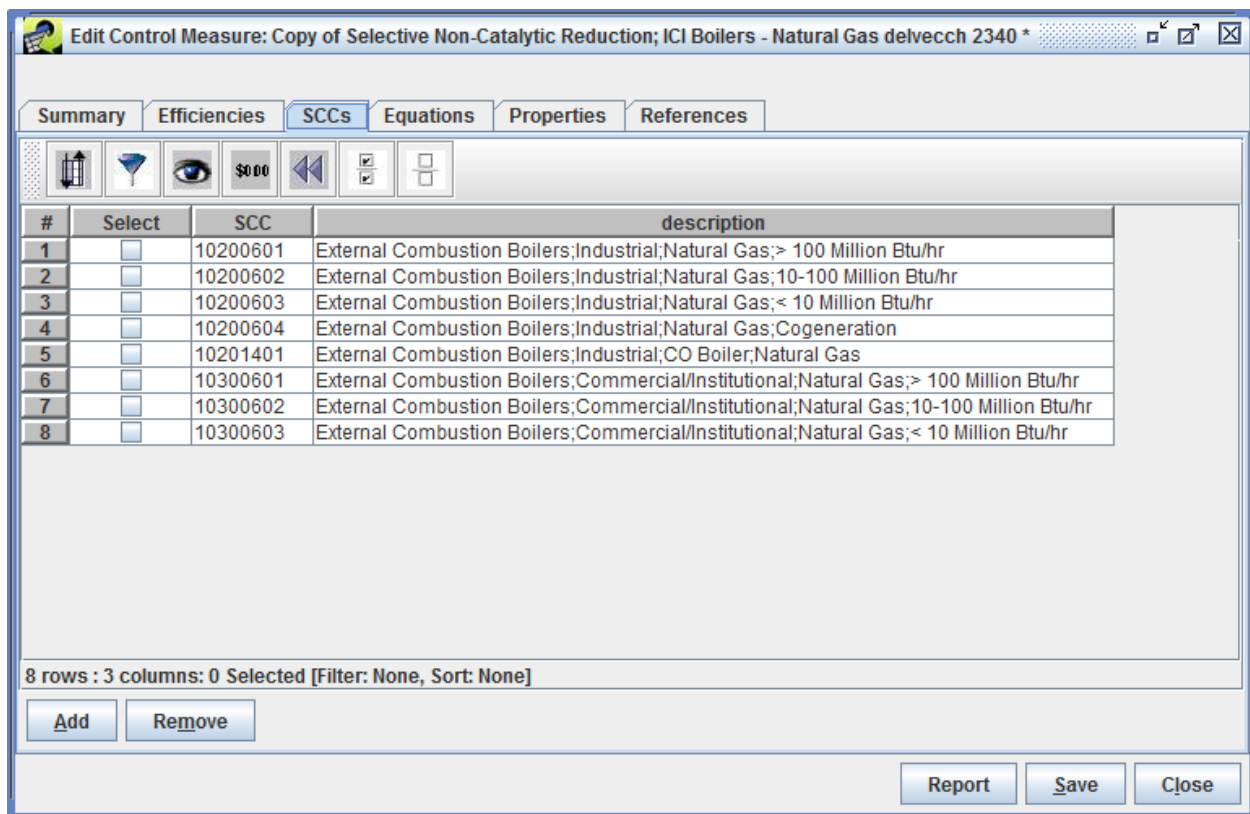 Edit Control Measure: Copy of Selective Non-Catalytic Reduction; ICI Boilers - Natural Gas delvecch 2340 *
Summary Efficiencies SCCs Equations Properties References
$0.00
# Select SCC description
1 10200601 External Combustion Boilers;Industrial;Natural Gas;> 100 Million Btu/hr
2 10200602 External Combustion Boilers;Industrial;Natural Gas;10-100 Million Btu/hr
3 10200603 External Combustion Boilers;Industrial;Natural Gas;< 10 Million Btu/hr
4 10200604 External Combustion Boilers;Industrial;Natural Gas;Cogeneration
5 10201401 External Combustion Boilers;Industrial;CO Boiler;Natural Gas
6 10300601 External Combustion Boilers;Commercial/Institutional;Natural Gas;> 100 Million Btu/hr
7 10300602 External Combustion Boilers;Commercial/Institutional;Natural Gas;10-100 Million Btu/hr
8 10300603 External Combustion Boilers;Commercial/Institutional;Natural Gas;< 10 Million Btu/hr
8 rows : 3 columns: 0 Selected [Filter: None, Sort: None]
Add Remove
Report Save Close